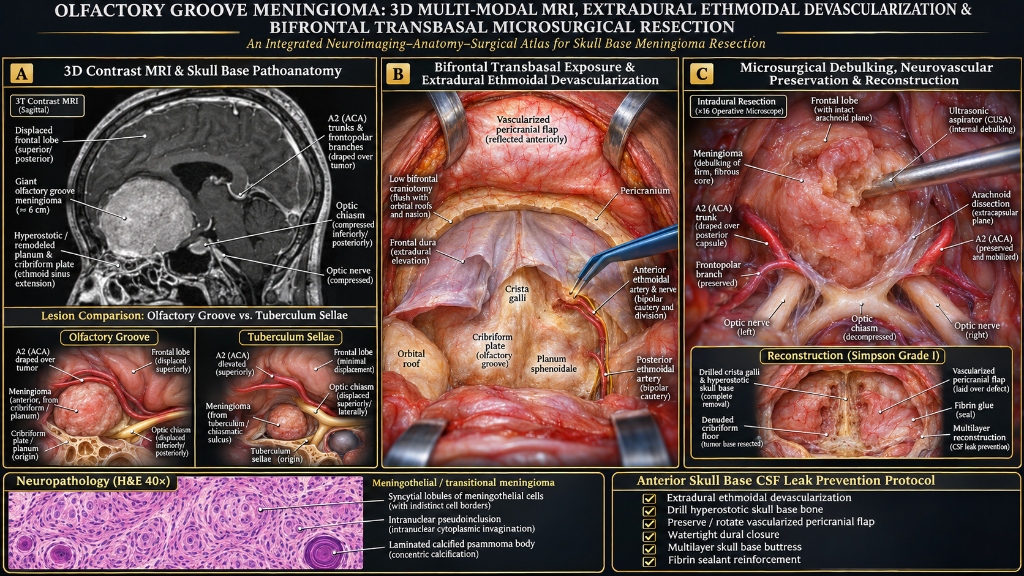 OLFACTORY GROOVE MENINGIOMA: 3D MULTI-MODAL MRI, EXTRADURAL ETHMOIDAL DEVASCULARIZATION &
BIFRONTAL TRANSBASAL MICROSURGICAL RESECTION
An Integrated Neuroimaging–Anatomy–Surgical Atlas for Skull Base Meningioma Resection
A
3D Contrast MRI & Skull Base Pathoanatomy
3T Contrast MRI
(Sagittal)
Displaced
frontal lobe
(superior/
posterior)
Giant
olfactory groove
meningioma
(≈ 6 cm)
Hyperostotic /
remodeled
planum &
cribriform plate
(ethmoid sinus
extension)
A2 (ACA)
trunks &
frontopolar
branches
(draped over
tumor)
Optic
chiasm
(compressed
inferiorly/
posteriorly)
Optic nerve
(compressed)
Lesion Comparison: Olfactory Groove vs. Tuberculum Sellae
Olfactory Groove
A2 (ACA)
draped over
tumor
Frontal lobe
(displaced
superiorly)
Meningioma
(anterior, from
cribriform
planum)
Cribriform
plate /
planum
(origin)
Optic chiasm
(displaced
inferiorly/
posteriorly)
Tuberculum Sellae
A2 (ACA)
dlevated
(superiorly)
Frontal lobe
(minimal
displacement)
Optic chiasm
(displaced
superiorly/
laterally)
Meningioma
(from
tuberculum /
chiasmatic
sulcus)
Tuberculum
sellae (origin)
B
Bifrontal Transbasal Exposure &
Extradural Ethmoidal Devascularization
Vascularized
pericranial flap
(reflected anteriorly)
Low bifrontal
craniotomy
(flush with
orbital roofs
and nasion)
Pericranium
Frontal dura
(extradural
elevation)
Crista
galli
Anterior
ethmoidal
artery & nerve
(bipolar
cautery and
division)
Cribriform
plate
(olfactory
groove)
Orbital
roof
Planum
sphenoidale
Posterior
ethmoidal
artery
(bipolar
cautery)
C
Microsurgical Debulking, Neurovascular
Preservation & Reconstruction
Intradural Resection
(×16 Operative Microscope)
Frontal lobe
(with intact
arachnoid plane)
Ultrasonic
aspirator (CUSA)
(internal debulking)
Meningioma
(debulking of
firm, fibrous
core)
Arachnoid
dissection
(extracapsular
plane)
A2 (ACA)
trunk
(draped over
posterior
capsule)
A2 (ACA)
(preserved
and mobilized)
Frontopolar
branch
(preserved)
Optic nerve
(left)
Optic
chiasm
(decompressed)
Optic nerve
(right)
Reconstruction (Simpson Grade I)
Drilled crista galli
& hyperostotic
skull base
(complete
removal)
Denuded
cribriform
floor
(tumor base resected)
Vascularized
pericranial flap
(laid over defect)
Fibrin glue
(seal)
Multilayer
reconstruction
(CSF leak prevention)
Neuropathology (H&E 40×)
Meningothelial / transitional meningioma
Syncytial lobules of meningothelial cells
(with indistinct cell borders)
Intranuclear pseudoinclusion
(intranuclear cytoplasmic invagination)
Laminated calcified psammoma body
(concentric calcification)
Anterior Skull Base CSF Leak Prevention Protocol
Extradural ethmoidal devascularization
Drill hyperostotic skull base bone
Preserve / rotate vascularized pericranial flap
Watertight dural closure
Multilayer skull base buttress
Fibrin sealant reinforcement